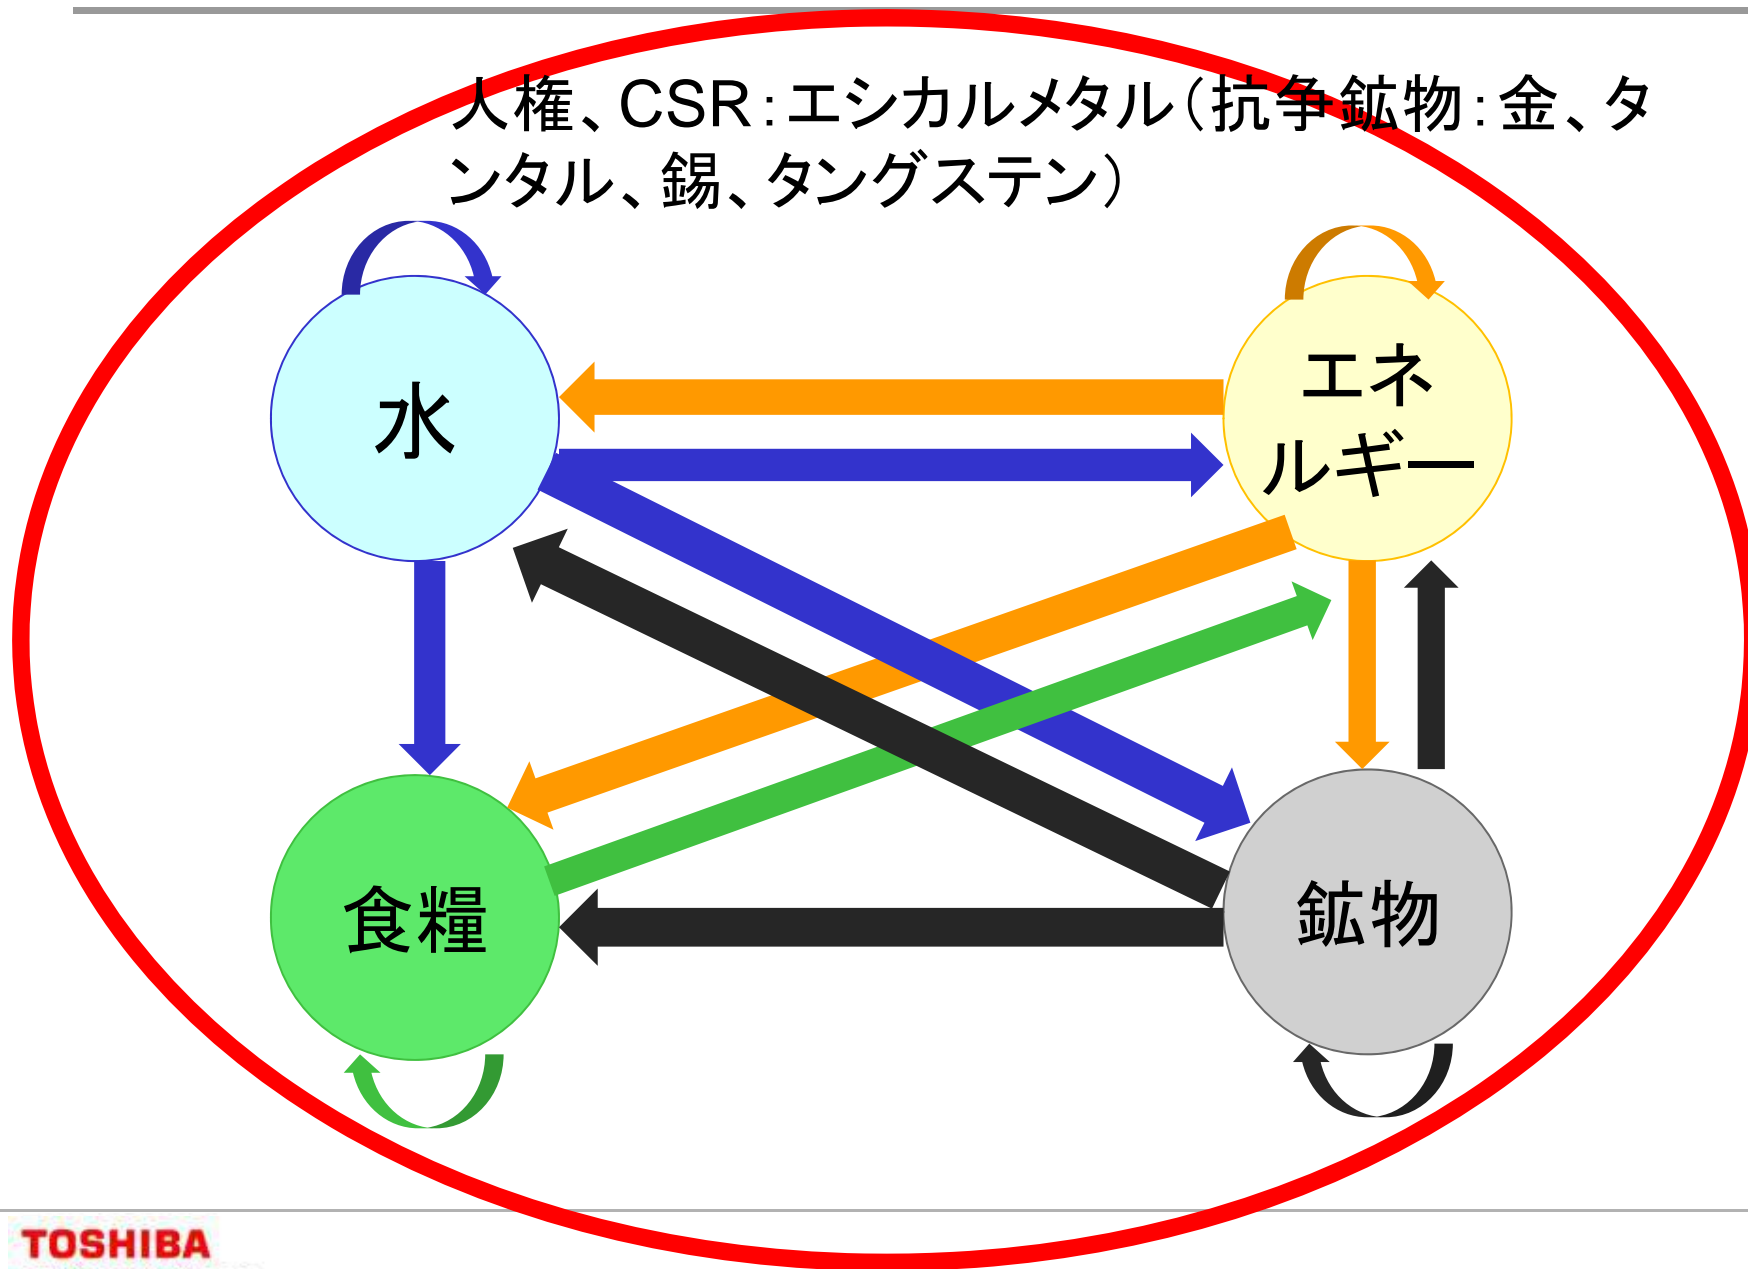 人権、CSR:エシカルメタル(抗争鉱物:金、タ
ンタル、錫、タングステン)
水
エネ
ルギー
食糧
鉱物
TOSHIBA